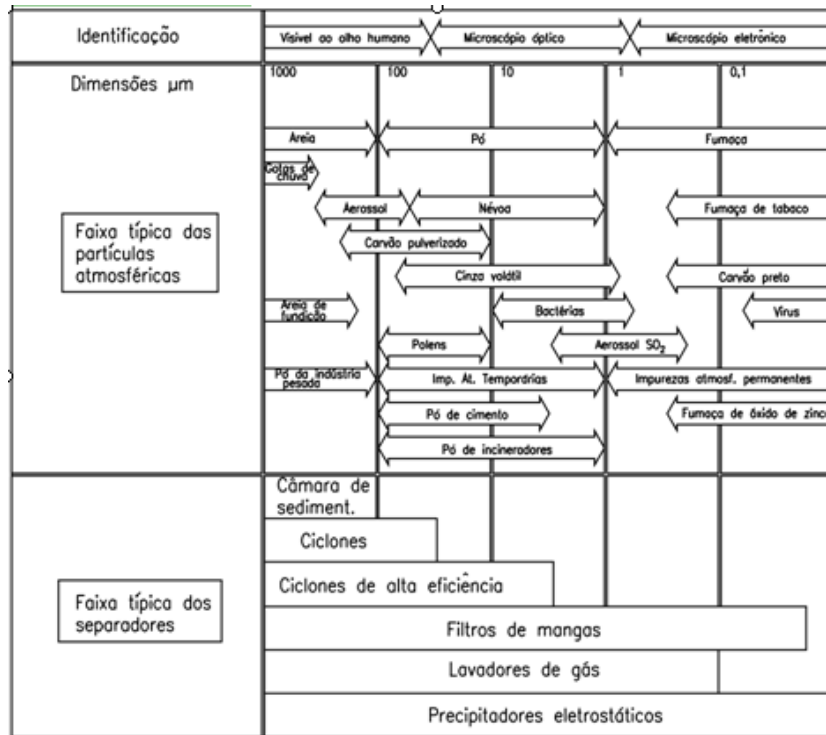 Identificação
Visível ao olho humano
Microscópio óptico
Microscópio eletrônico
Dimensões μm
1000
100
10
1
0,1
Areia
Pó
Fumaça
Gotas de
chuva
Aerossol
Névoa
Fumaça de tabaco
Faixa típica das
partículas
atmosféricas
Carvão pulverizado
Cinza volátil
Carvão preto
Areia de
fundição
Bactérias
Vírus
Polens
Aerossol SO₂
Pó da indústria
pesada
Imp. At. Temporárias
Impurezas atmosf. permanentes
Pó de cimento
Fumaça de óxido de zinco
Pó de incineradores
Câmara de
sediment.
Ciclones
Faixa típica dos
separadores
Ciclones de alta eficiência
Filtros de mangas
Lavadores de gás
Precipitadores eletrostáticos